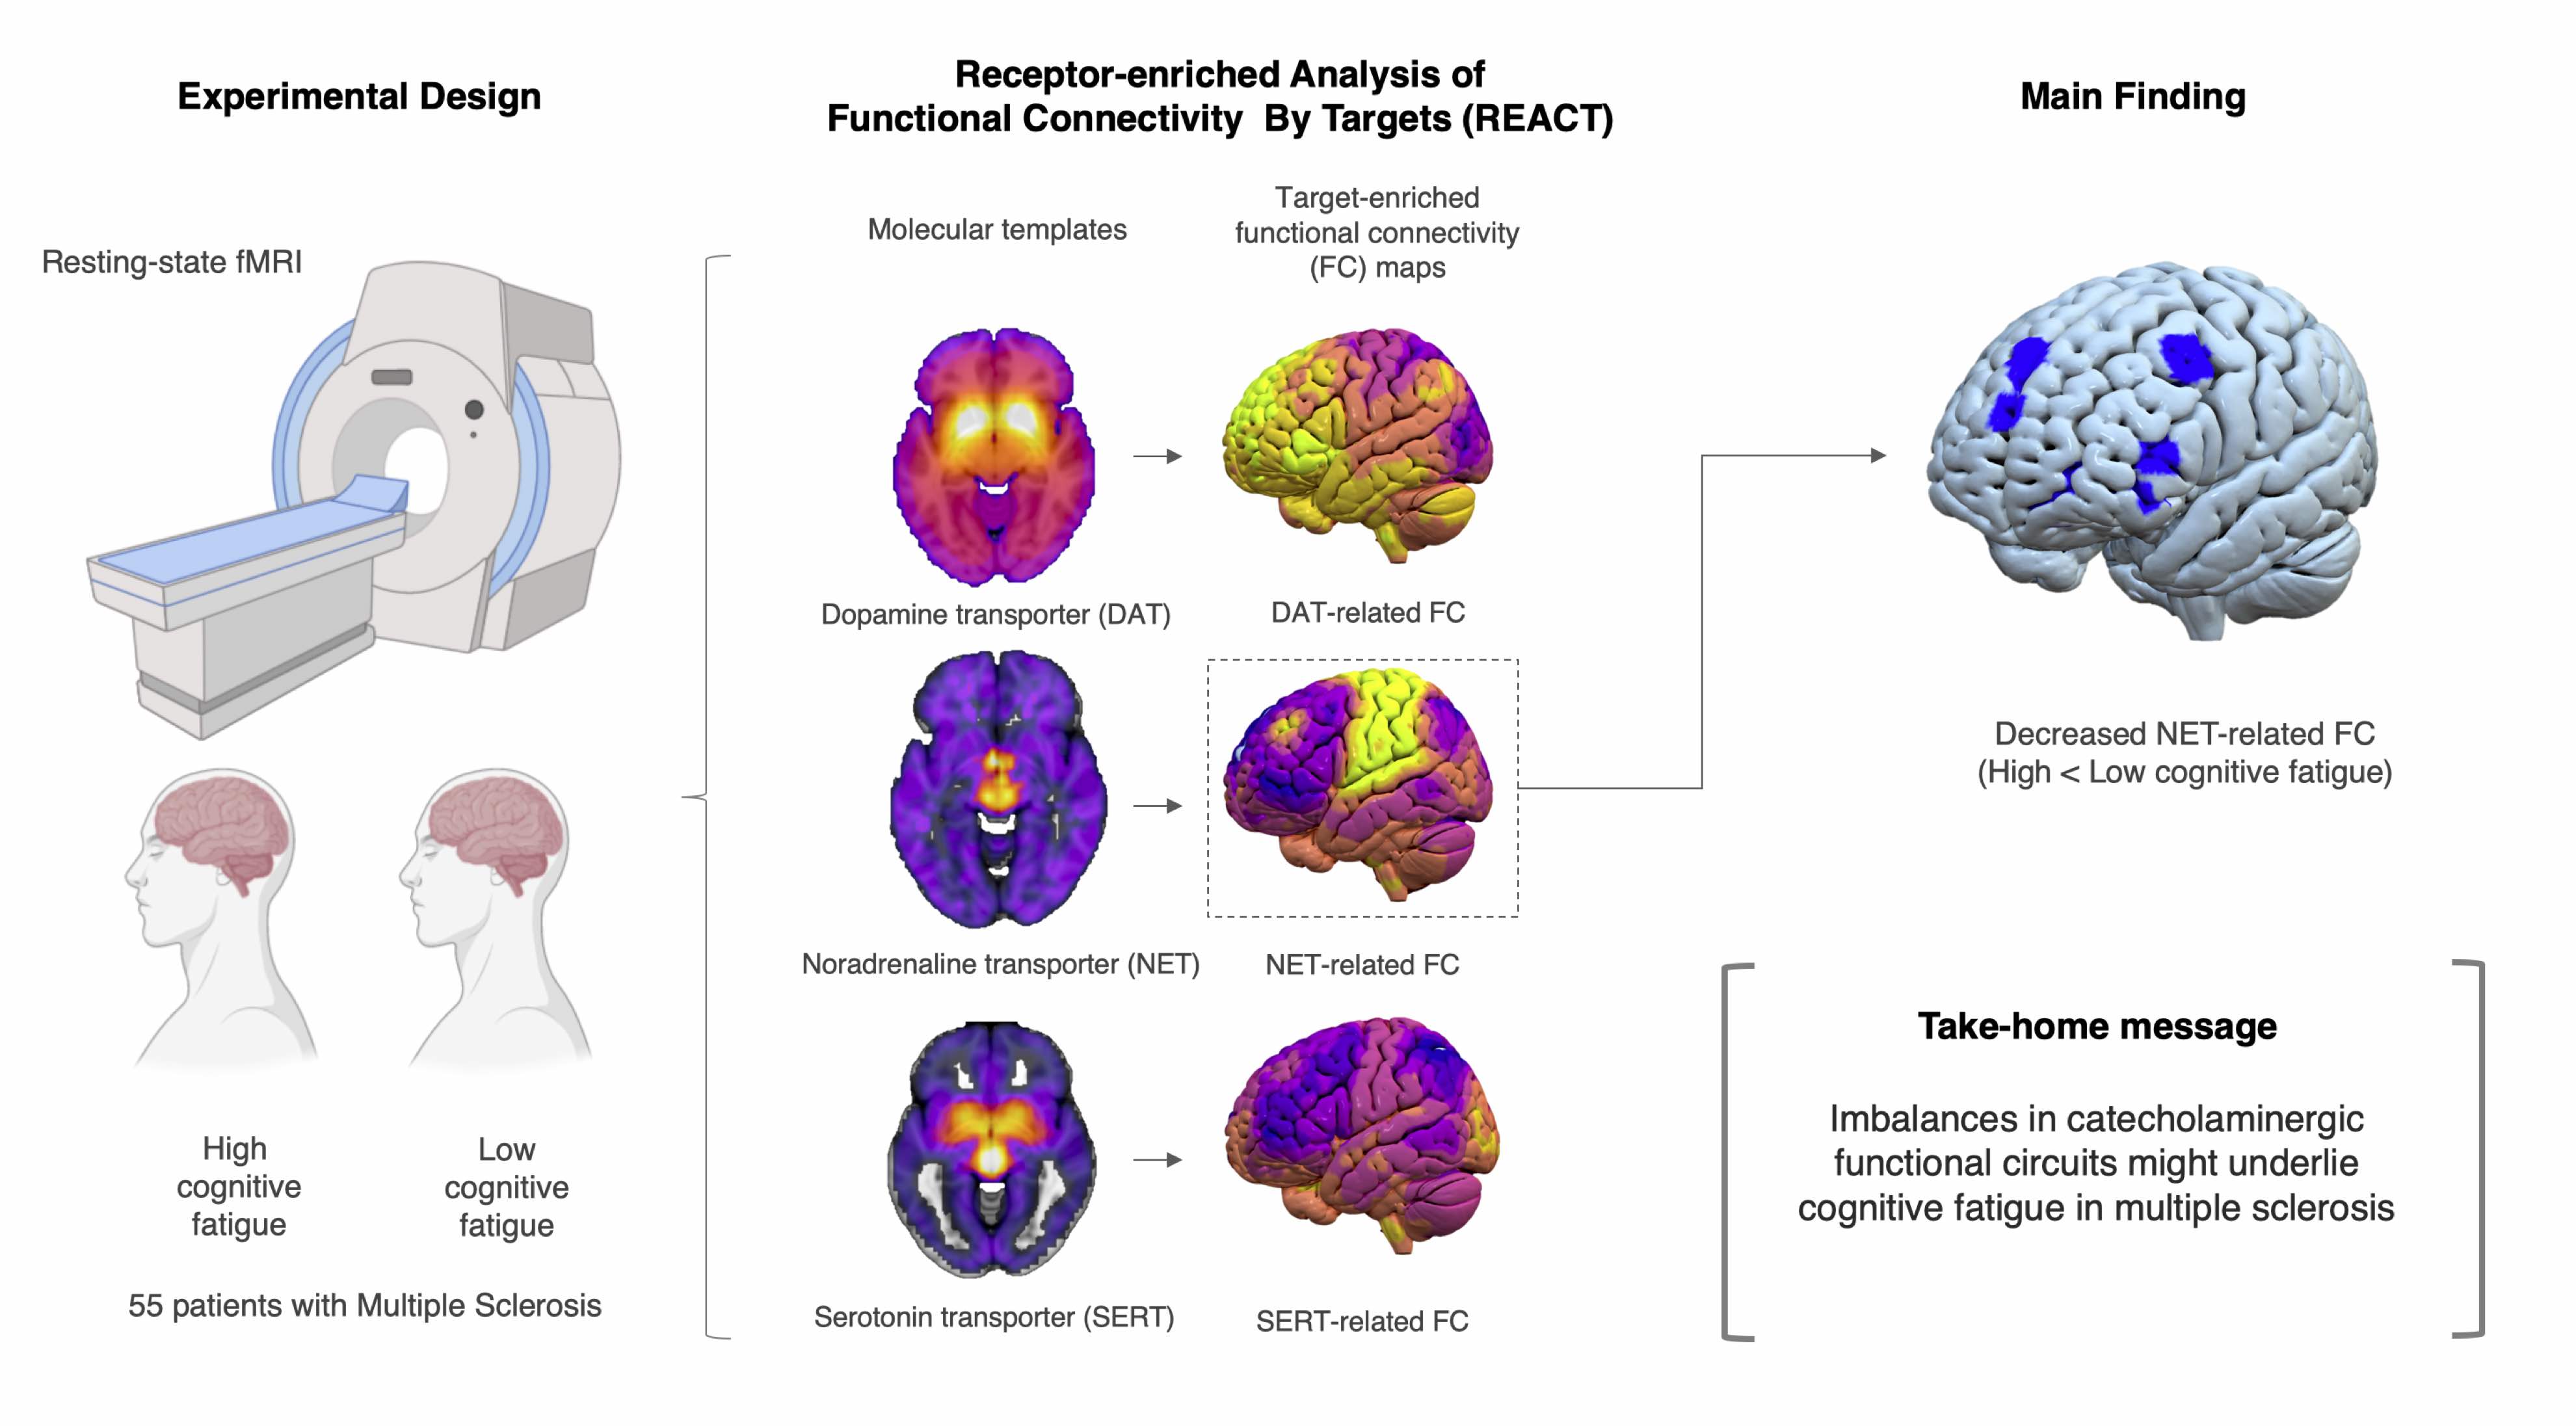 Experimental Design
Resting-state fMRI
High
cognitive
fatigue
Low
cognitive
fatigue
55 patients with Multiple Sclerosis
Receptor-enriched Analysis of
Functional Connectivity By Targets (REACT)
Molecular templates
Target-enriched
functional connectivity
(FC) maps
Dopamine transporter (DAT)
DAT-related FC
Noradrenaline transporter (NET)
NET-related FC
Serotonin transporter (SERT)
SERT-related FC
Main Finding
Decreased NET-related FC
(High < Low cognitive fatigue)
Take-home message
Imbalances in catecholaminergic
functional circuits might underlie
cognitive fatigue in multiple sclerosis